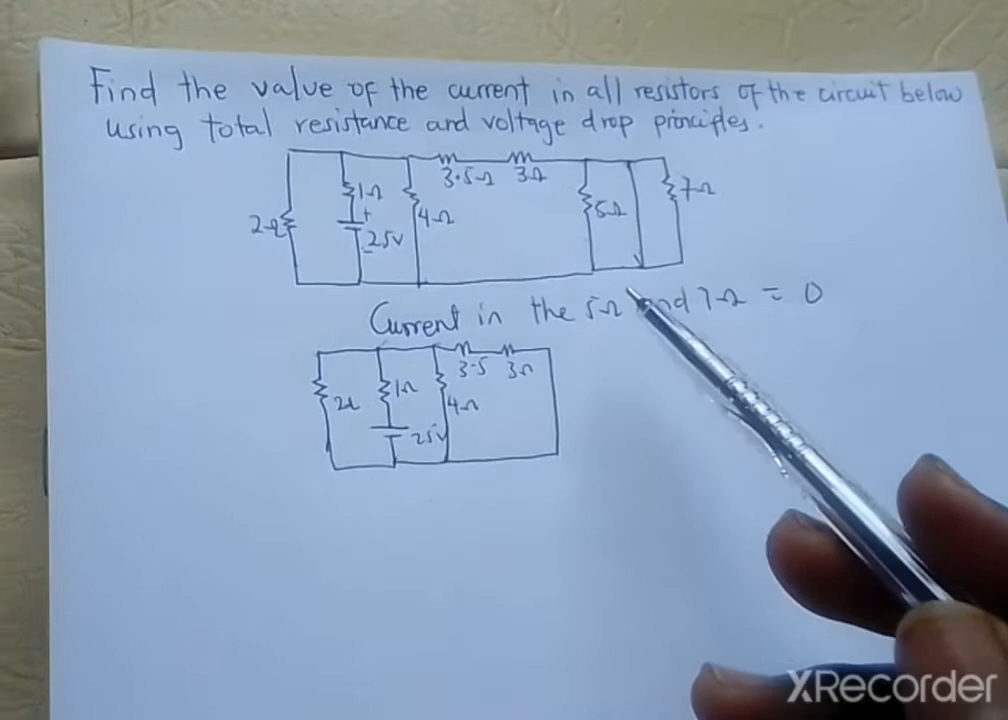 Find the value of the current in all resistors of the circuit below
using total resistance and voltage drop principles.
3.5Ω 3Ω
2Ω 1Ω + 25V 4Ω 5Ω 7Ω
Current in the 5Ω and 7Ω = 0
3.5 3Ω
2Ω 1Ω 4Ω
25V
XRecorder